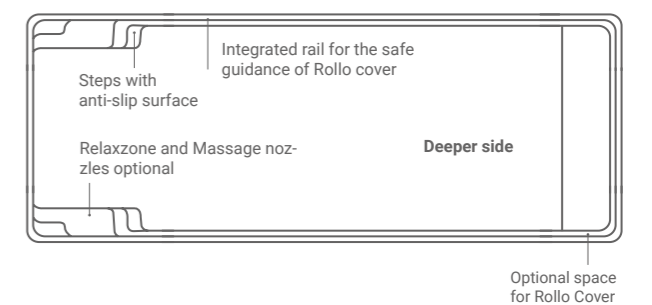 Integrated rail for the safe
guidance of Rollo cover
Steps with
anti-slip surface
Relaxzone and Massage noz-
zles optional
Deeper side
Optional space
for Rollo Cover